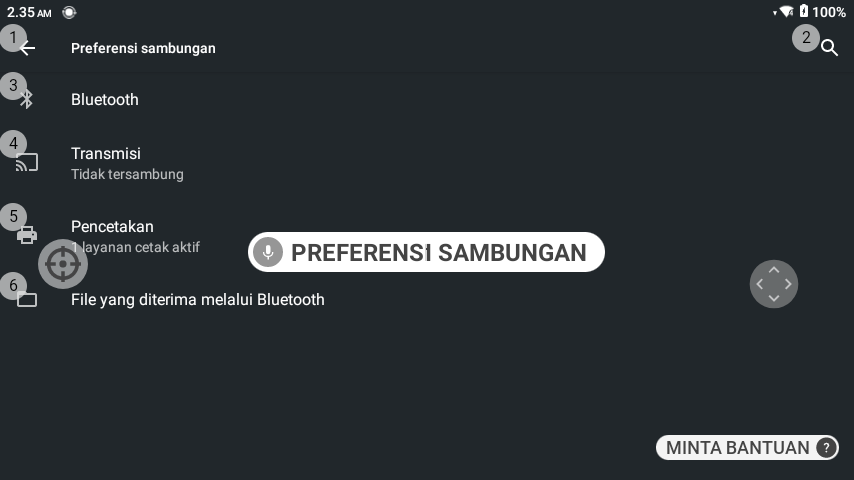 2.35 AM
100%
1
Preferensi sambungan
2
3
Bluetooth
4
Transmisi
Tidak tersambung
5
Pencetakan
1 layanan cetak aktif
PREFERENSI SAMBUNGAN
6
File yang diterima melalui Bluetooth
MINTA BANTUAN ?